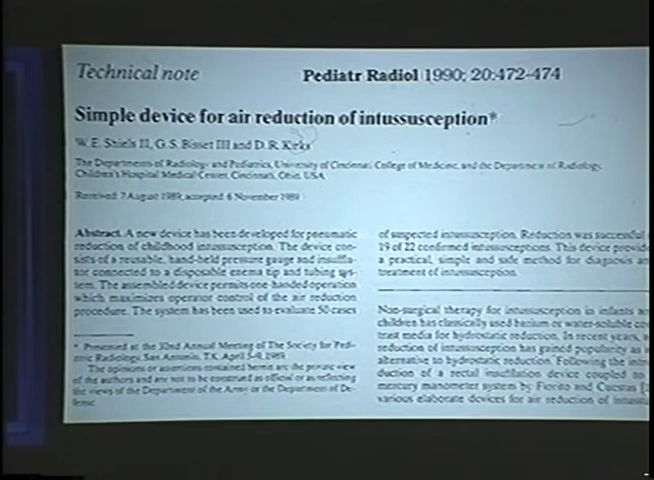 Technical note
Pediatr Radiol 1990; 20:472-474
Simple device for air reduction of intussusception*
W. E. Shiels II, G. S. Bisset III and D. R. Kirks
The Departments of Radiology and Pediatrics, University of Cincinnati College of Medicine, and the Department of Radiology,
Children's Hospital Medical Center, Cincinnati, Ohio, USA
Received 7 August 1989, accepted 6 November 1989
Abstract. A new device has been developed for pneumatic
reduction of childhood intussusception. The device con-
sists of a reusable, hand-held pressure gauge and insuffla-
tor connected to a disposable enema tip and tubing sys-
tem. The assembled device permits one-handed operation
which maximizes operator control of the air reduction
procedure. The system has been used to evaluate 50 cases
* Presented at the 32nd Annual Meeting of The Society for Pedi-
atric Radiology, San Antonio, TX, April 5-9, 1989
The opinions or assertions contained herein are the private view
of the authors and are not to be construed as official or as reflecting
the views of the Department of the Army or the Department of De-
fense
of suspected intussusception. Reduction was successful
19 of 22 confirmed intussusceptions. This device provide
a practical, simple and safe method for diagnosis an
treatment of intussusception.
Non-surgical therapy for intussusception in infants an
children has classically used barium or water-soluble co
trast media for hydrostatic reduction. In recent years, a
reduction of intussusception has gained popularity as a
alternative to hydrostatic reduction. Following the intro
duction of a rectal insufflation device coupled to
mercury manometer system by Fiorito and Cuestas [
various elaborate devices for air reduction of intussu